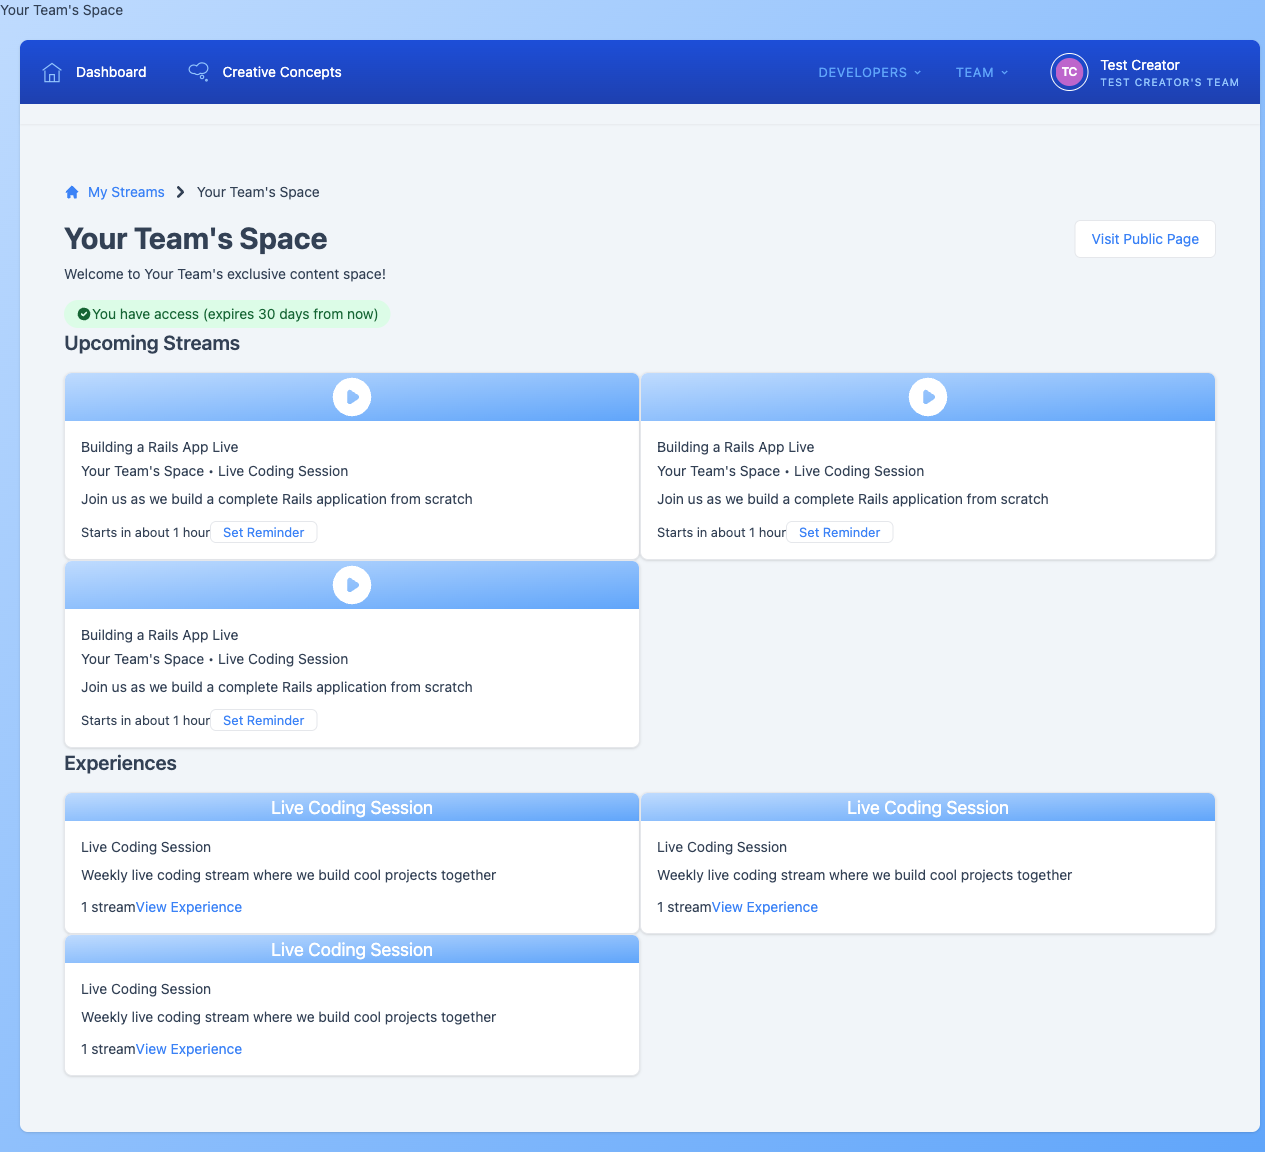 Your Team's Space
Dashboard
Creative Concepts
DEVELOPERS
TEAM
TC
Test Creator
TEST CREATOR'S TEAM
My Streams
Your Team's Space
Your Team's Space
Visit Public Page
Welcome to Your Team's exclusive content space!
You have access (expires 30 days from now)
Upcoming Streams
Building a Rails App Live
Your Team's Space • Live Coding Session
Join us as we build a complete Rails application from scratch
Starts in about 1 hour Set Reminder
Building a Rails App Live
Your Team's Space • Live Coding Session
Join us as we build a complete Rails application from scratch
Starts in about 1 hour Set Reminder
Building a Rails App Live
Your Team's Space • Live Coding Session
Join us as we build a complete Rails application from scratch
Starts in about 1 hour Set Reminder
Experiences
Live Coding Session
Live Coding Session
Weekly live coding stream where we build cool projects together
1 streamView Experience
Live Coding Session
Live Coding Session
Weekly live coding stream where we build cool projects together
1 streamView Experience
Live Coding Session
Live Coding Session
Weekly live coding stream where we build cool projects together
1 streamView Experience